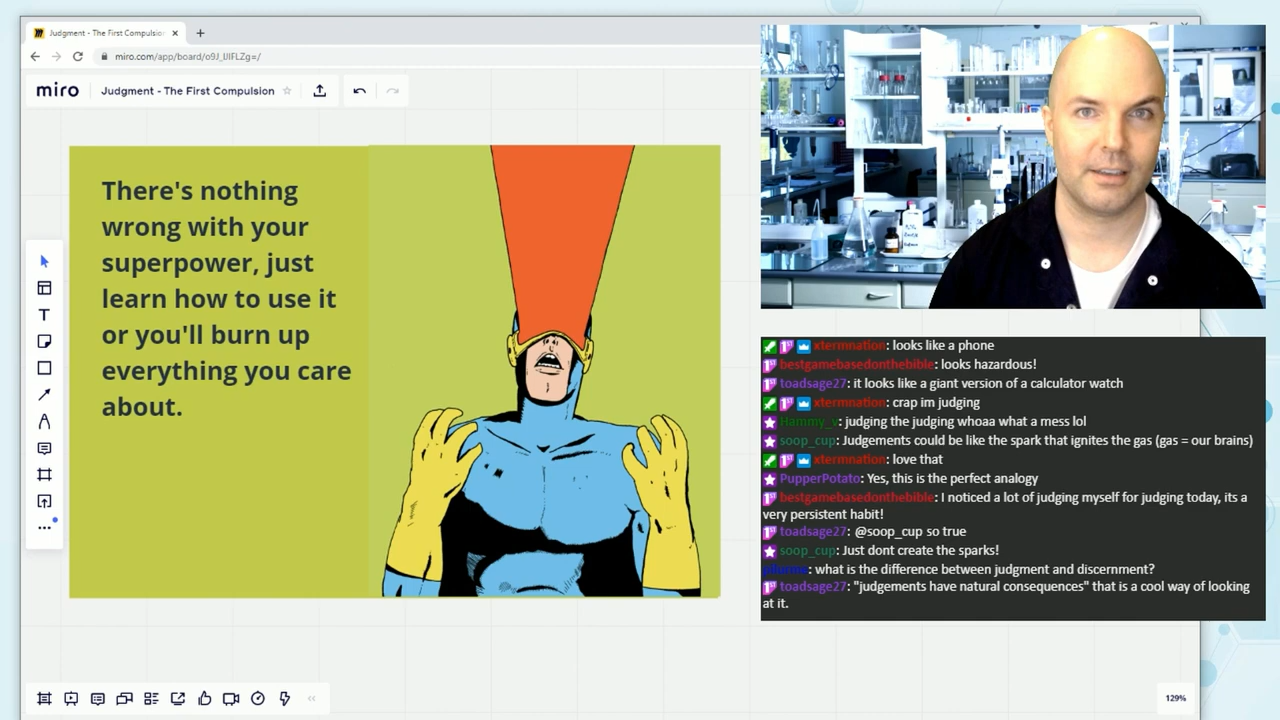 Judgment - The First Compulsion
miro.com/app/board/o9J_lJIFLZg=/
miro
Judgment - The First Compulsion
There's nothing
wrong with your
superpower, just
learn how to use it
or you'll burn up
everything you care
about.
xtermnation: looks like a phone
bestgamebasedonthebible: looks hazardous!
toadsage27: it looks like a giant version of a calculator watch
xtermnation: crap im judging
Hammy_v: judging the judging whoaa what a mess lol
soop_cup: Judgements could be like the spark that ignites the gas (gas = our brains)
xtermnation: love that
PupperPotato: Yes, this is the perfect analogy
bestgamebasedonthebible: I noticed a lot of judging myself for judging today, its a
very persistent habit!
toadsage27: @soop_cup so true
soop_cup: Just dont create the sparks!
: what is the difference between judgment and discernment?
toadsage27: "judgements have natural consequences" that is a cool way of looking
at it.
129%